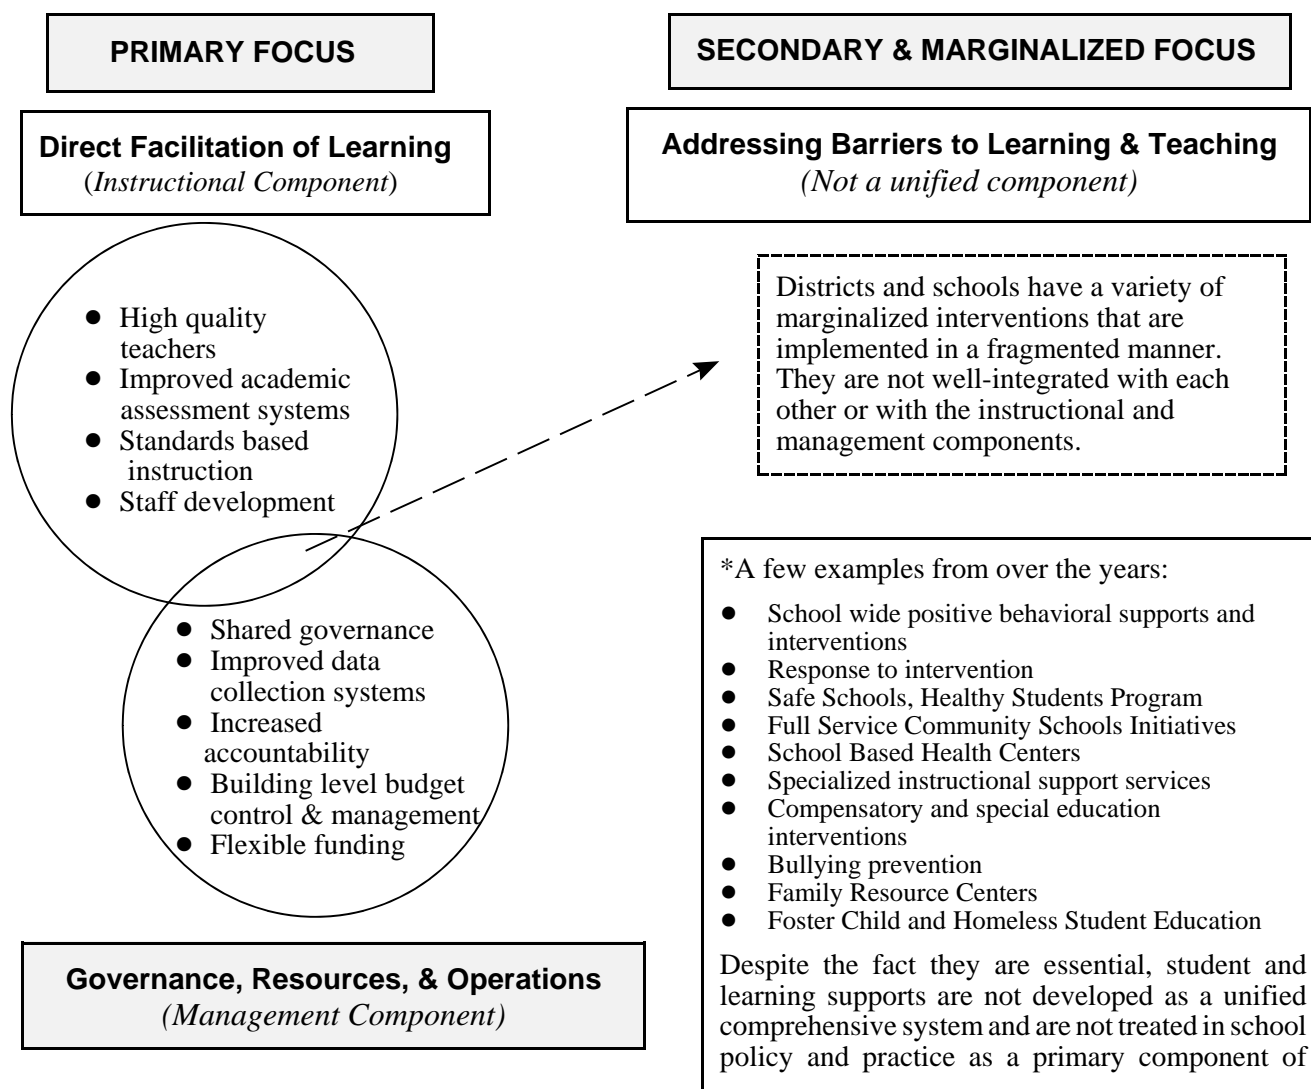 PRIMARY FOCUS
SECONDARY & MARGINALIZED FOCUS
Direct Facilitation of Learning
(Instructional Component)
Addressing Barriers to Learning & Teaching
(Not a unified component)
● High quality
teachers
● Improved academic
assessment systems
● Standards based
instruction
● Staff development
Districts and schools have a variety of
marginalized interventions that are
implemented in a fragmented manner.
They are not well-integrated with each
other or with the instructional and
management components.
● Shared governance
● Improved data
collection systems
● Increased
accountability
● Building level budget
control & management
● Flexible funding
Governance, Resources, & Operations
(Management Component)
*A few examples from over the years:
● School wide positive behavioral supports and
interventions
● Response to intervention
● Safe Schools, Healthy Students Program
● Full Service Community Schools Initiatives
● School Based Health Centers
● Specialized instructional support services
● Compensatory and special education
interventions
● Bullying prevention
● Family Resource Centers
● Foster Child and Homeless Student Education
Despite the fact they are essential, student and
learning supports are not developed as a unified
comprehensive system and are not treated in school
policy and practice as a primary component of